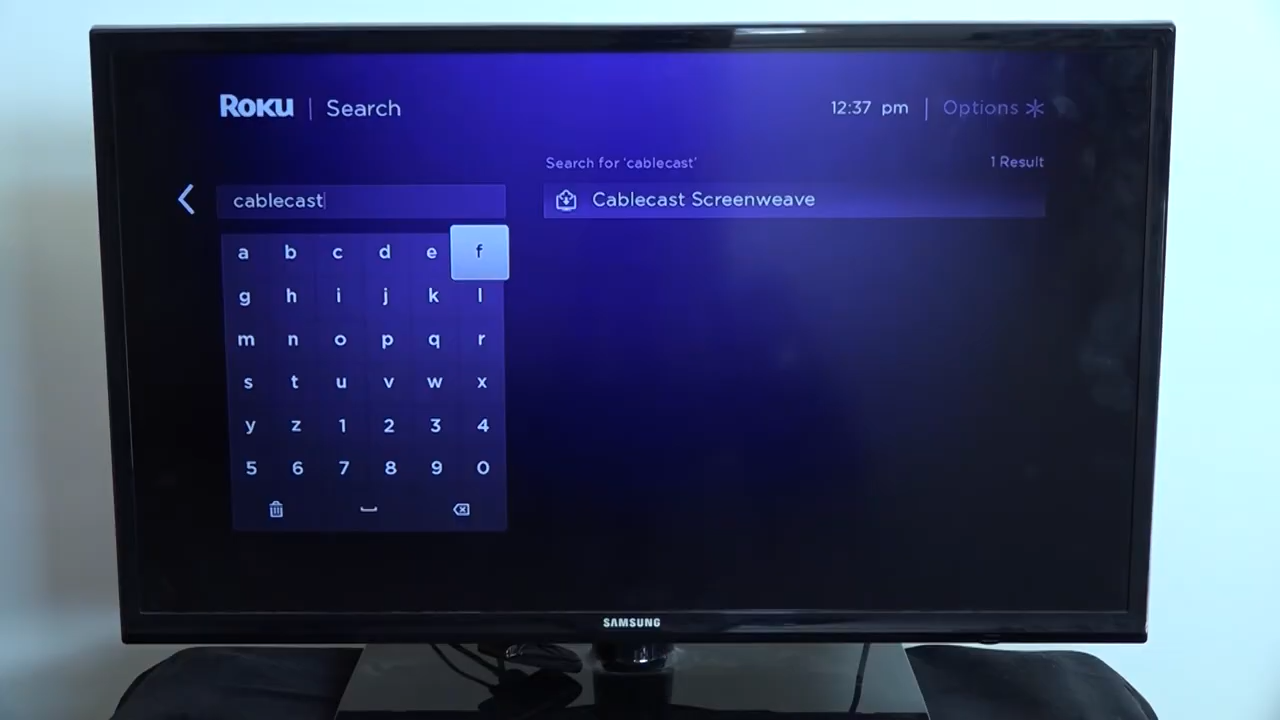 Roku | Search
12:37 pm | Options
Search for 'cablecast'
1 Result
cablecast
Cablecast Screenweave
a b c d e f
g h i j k l
m n o p q r
s t u v w x
y z 1 2 3 4
5 6 7 8 9 0
SAMSUNG